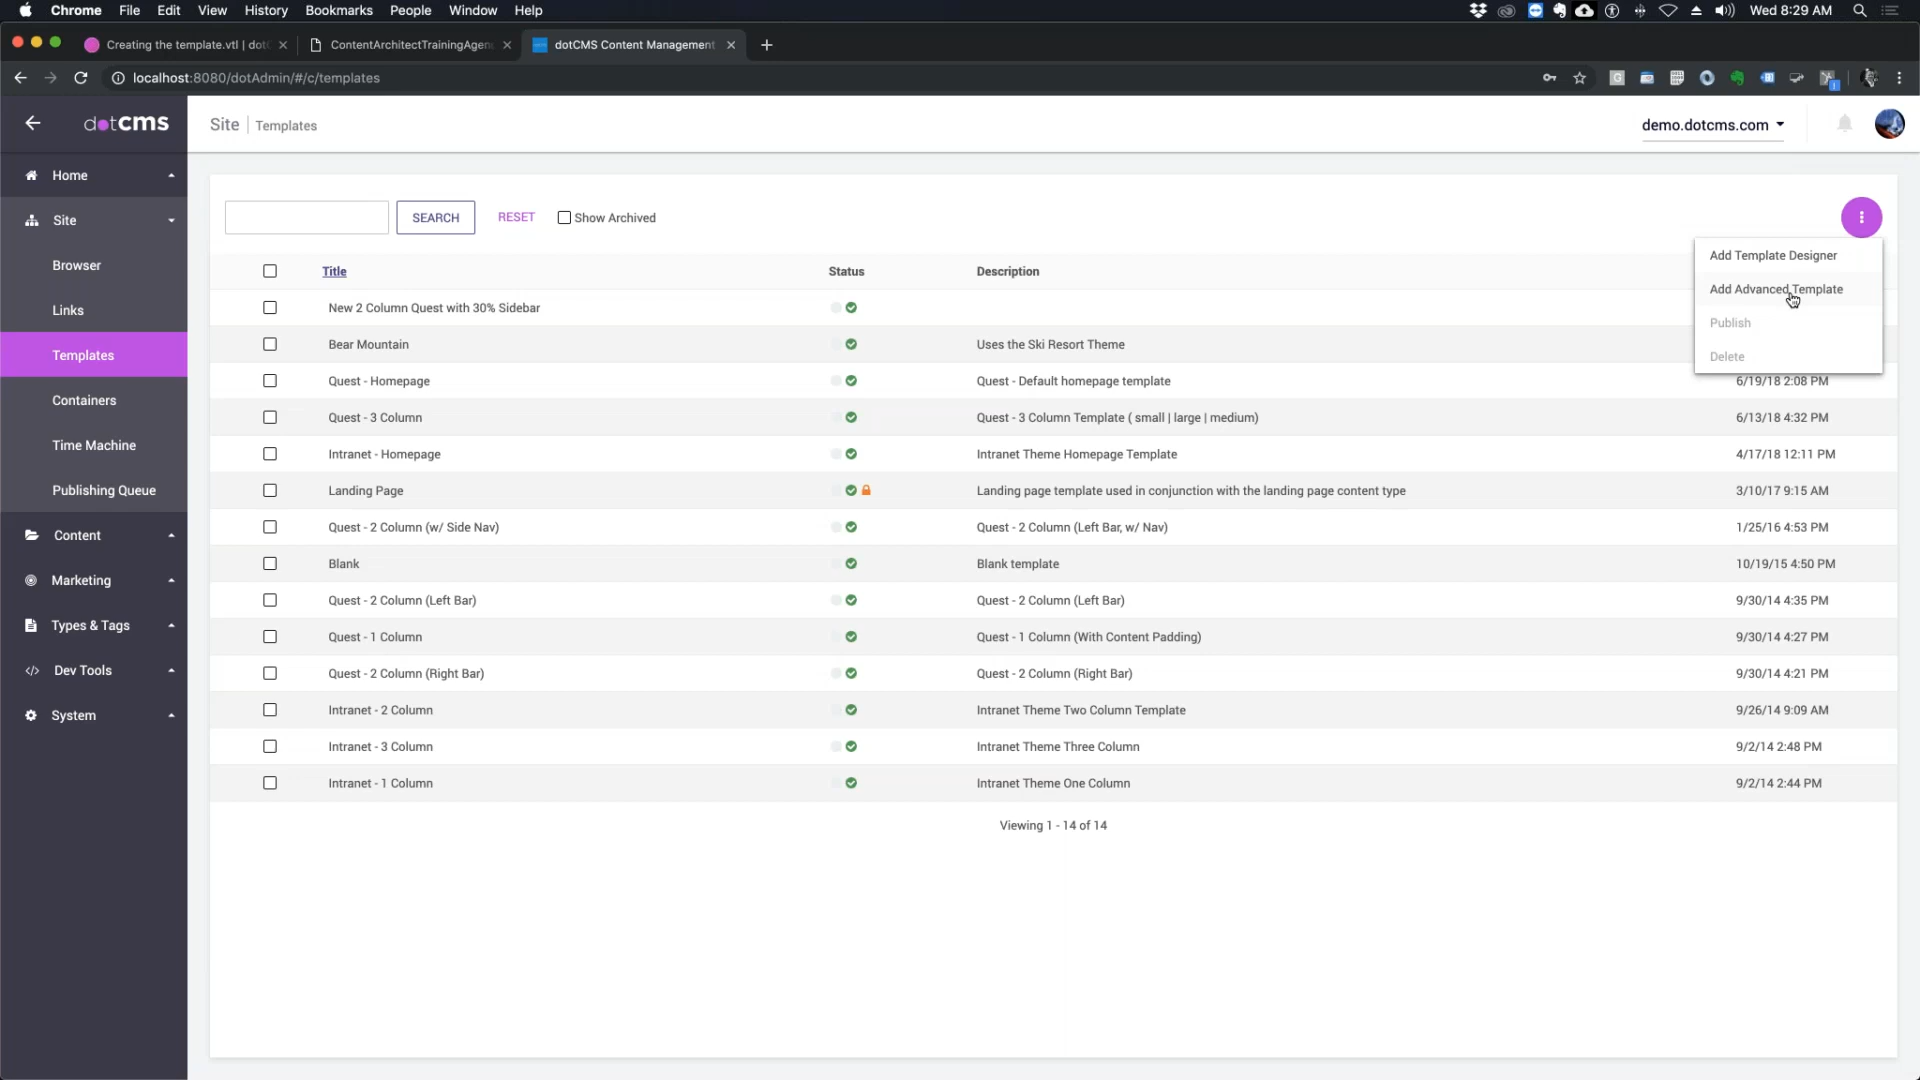 Chrome File Edit View History Bookmarks People Window Help Wed 8:29 AM
Creating the template.vtl | dot
ContentArchitectTrainingAgen
dotCMS Content Management
localhost:8080/dotAdmin/#/c/templates
dotCMS
Site | Templates
demo.dotcms.com
Home
Site
Browser
Links
Templates
Containers
Time Machine
Publishing Queue
Content
Marketing
Types & Tags
Dev Tools
System
SEARCH RESET Show Archived
Add Template Designer
Add Advanced Template
Publish
Delete
Title Status Description
New 2 Column Quest with 30% Sidebar
Bear Mountain Uses the Ski Resort Theme
Quest - Homepage Quest - Default homepage template 6/19/18 2:08 PM
Quest - 3 Column Quest - 3 Column Template ( small | large | medium) 6/13/18 4:32 PM
Intranet - Homepage Intranet Theme Homepage Template 4/17/18 12:11 PM
Landing Page Landing page template used in conjunction with the landing page content type 3/10/17 9:15 AM
Quest - 2 Column (w/ Side Nav) Quest - 2 Column (Left Bar, w/ Nav) 1/25/16 4:53 PM
Blank Blank template 10/19/15 4:50 PM
Quest - 2 Column (Left Bar) Quest - 2 Column (Left Bar) 9/30/14 4:35 PM
Quest - 1 Column Quest - 1 Column (With Content Padding) 9/30/14 4:27 PM
Quest - 2 Column (Right Bar) Quest - 2 Column (Right Bar) 9/30/14 4:21 PM
Intranet - 2 Column Intranet Theme Two Column Template 9/26/14 9:09 AM
Intranet - 3 Column Intranet Theme Three Column 9/2/14 2:48 PM
Intranet - 1 Column Intranet Theme One Column 9/2/14 2:44 PM
Viewing 1 - 14 of 14